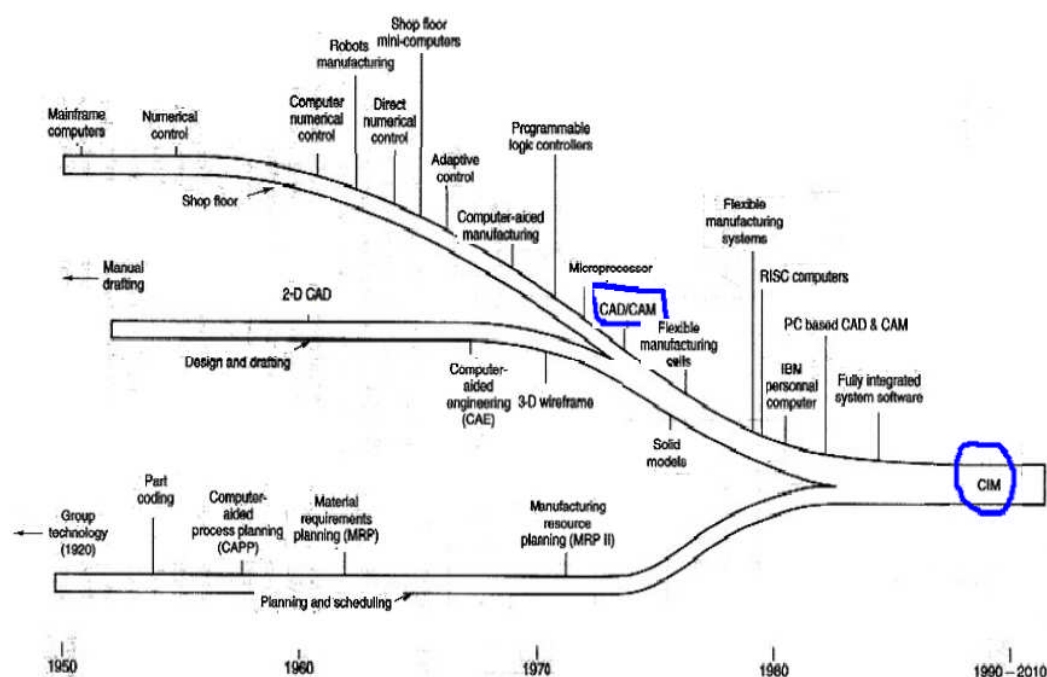 Shop floor
mini-computers
Robots
manufacturing
Mainframe
computers
Numerical
control
Computer
numerical
control
Direct
numerical
control
Programmable
logic controllers
Adaptive
control
Shop floor
Computer-aiced
manufacturing
Flexible
manufacturing
systems
Manual
drafting
Microprocessor
RISC computers
2-D CAD
CAD/CAM
PC based CAD & CAM
Flexible
manufacturing
cells
Design and drafting
Computer-
aided
engineering
(CAE)
3-D wireframe
IBM
personnal
computer
Fully integrated
system software
Solid
models
CIM
Group
technology
(1920)
Part
coding
Computer-
aided
process planning
(CAPP)
Material
requirements
planning (MRP)
Manufacturing
resource
planning (MRP II)
Planning and scheduling
1950
1960
1970
1980
1990-2010